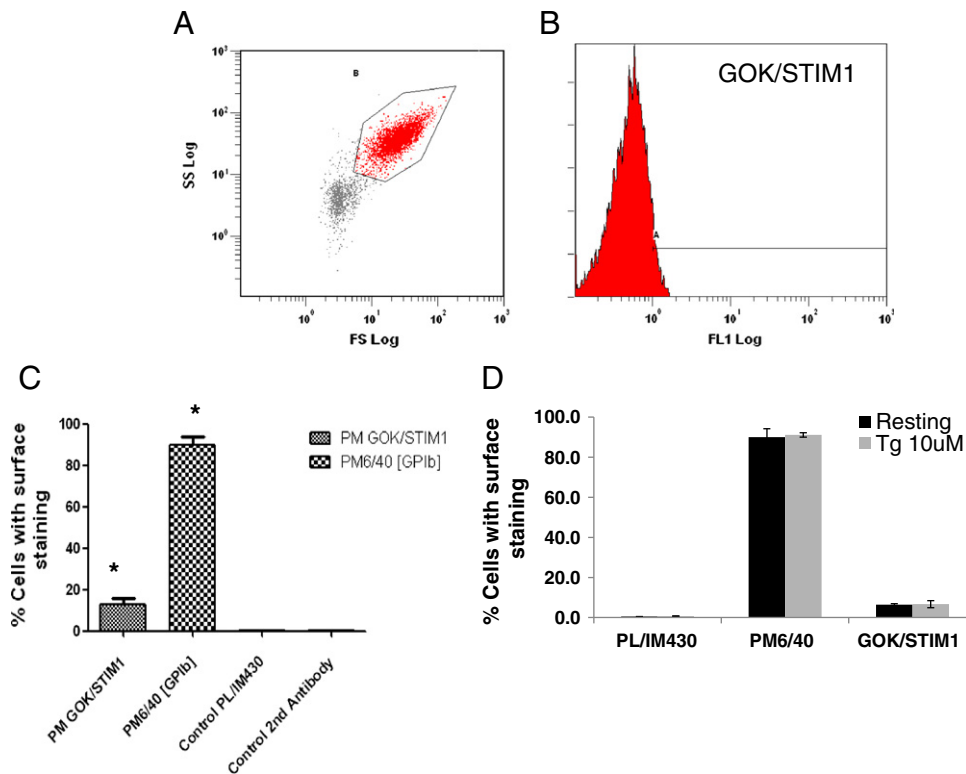 A
SS Log
10³
10²
10¹
10⁰
B
10⁰ 10¹ 10² 10³
FS Log
B
GOK/STIM1
A
10⁰ 10¹ 10² 10³
FL1 Log
C
% Cells with surface
staining
100
80
60
40
20
0
*
*
PM GOK/STIM1
PM6/40 [GPIb]
PM GOK/STIM1
PM6/40 [GPIb]
Control PL/IM430
Control 2nd Antibody
D
% Cells with surface
staining
100.0
80.0
60.0
40.0
20.0
0.0
Resting
Tg 10uM
PL/IM430 PM6/40 GOK/STIM1